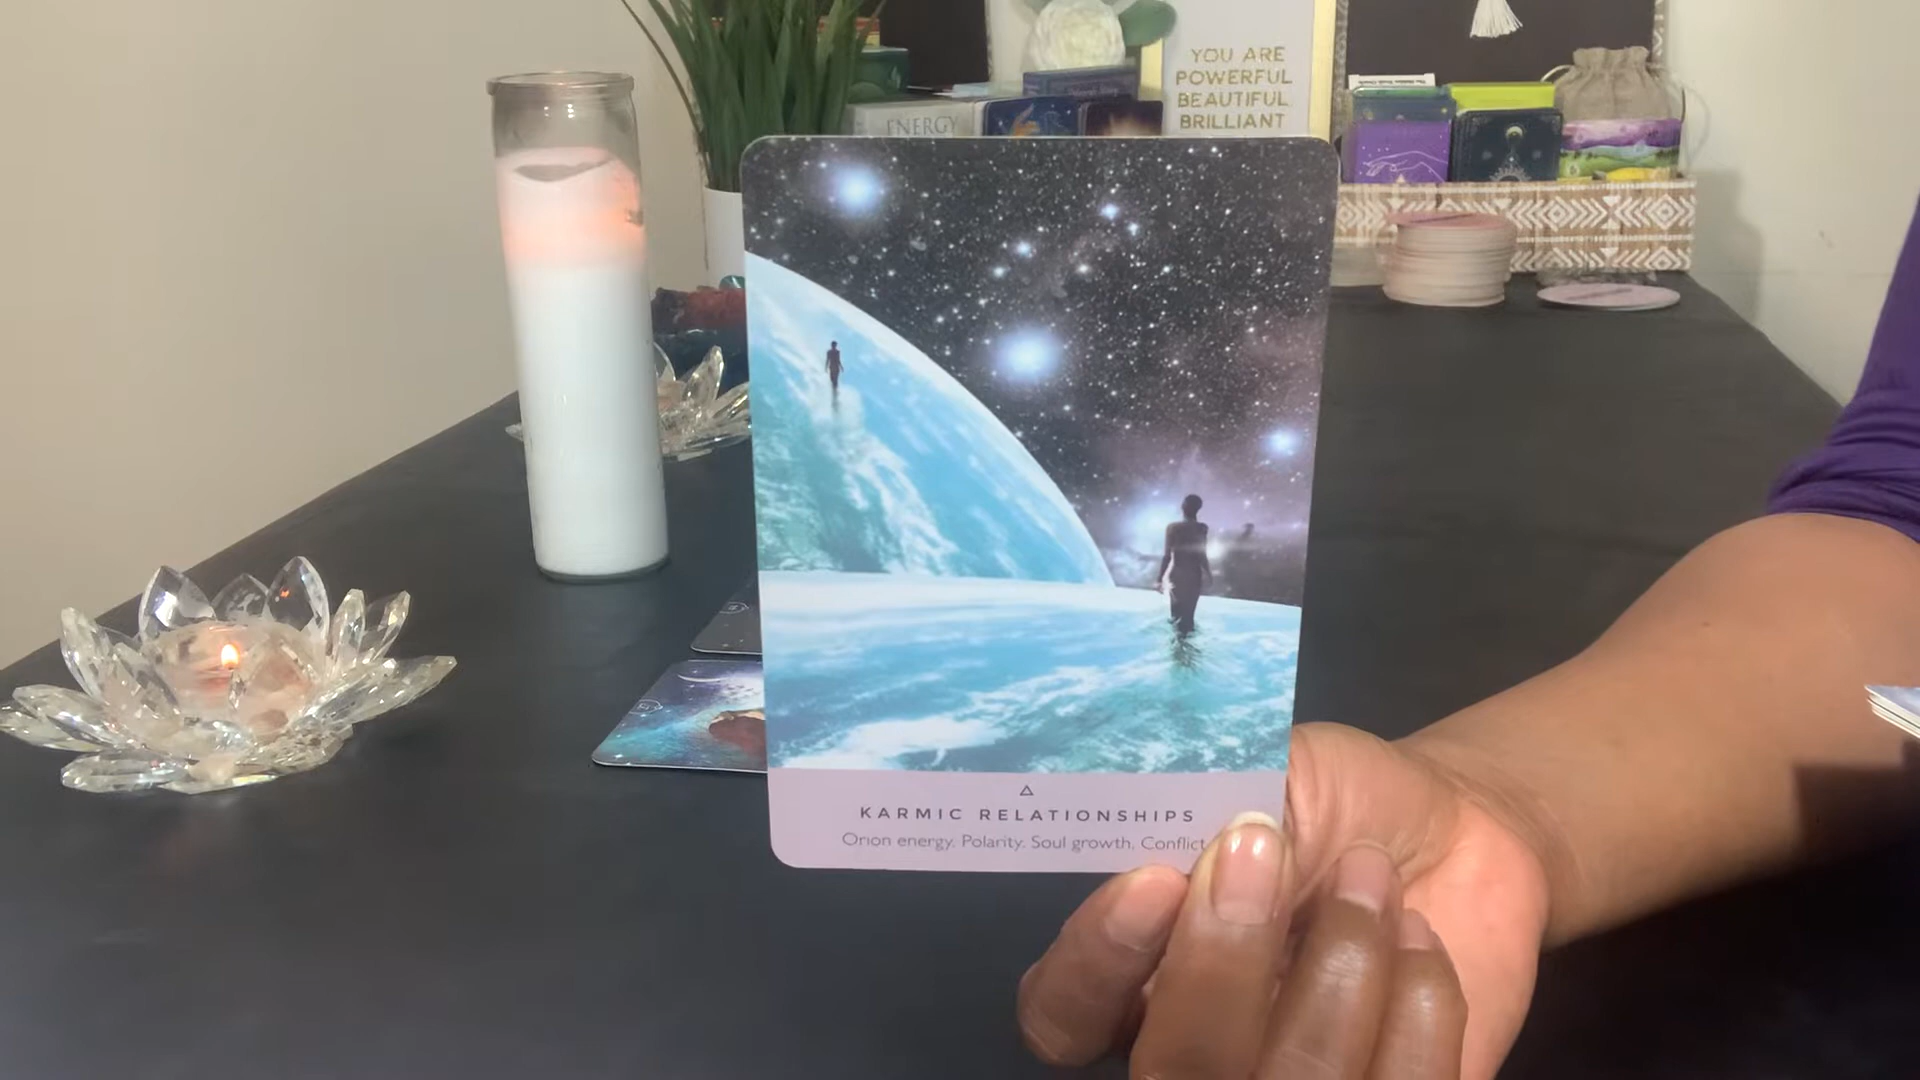 YOU ARE
POWERFUL
BEAUTIFUL
BRILLIANT
ENERGY
KARMIC RELATIONSHIPS
Orion energy. Polarity. Soul growth. Conflict